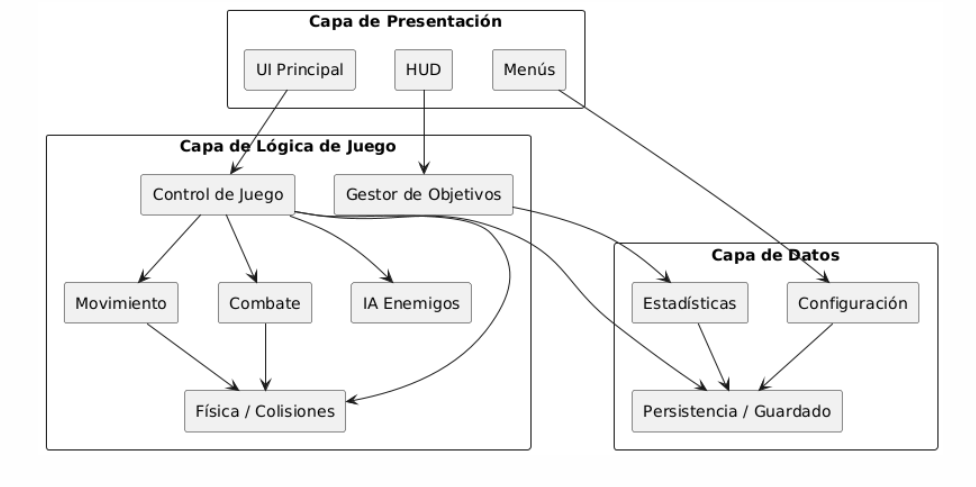 Capa de Presentación
UI Principal
HUD
Menús
Capa de Lógica de Juego
Control de Juego
Gestor de Objetivos
Movimiento
Combate
IA Enemigos
Física / Colisiones
Capa de Datos
Estadísticas
Configuración
Persistencia / Guardado